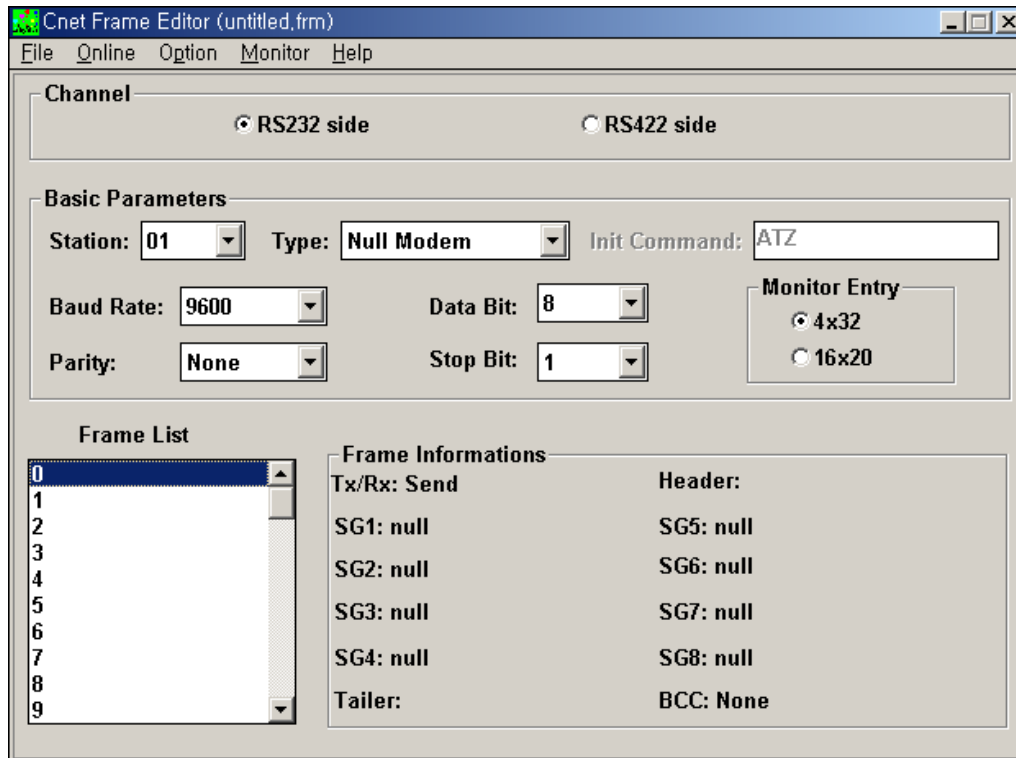 Cnet Frame Editor (untitled,frm)
File Online Option Monitor Help
Channel
RS232 side RS422 side
Basic Parameters
Station: 01 Type: Null Modem Init Command: ATZ
Baud Rate: 9600 Data Bit: 8 Monitor Entry
4x32
Parity: None Stop Bit: 1 16x20
Frame List
Frame Informations
0 Tx/Rx: Send Header:
1
2 SG1: null SG5: null
3
4 SG2: null SG6: null
5 SG3: null SG7: null
6
7 SG4: null SG8: null
8
9 Tailer: BCC: None